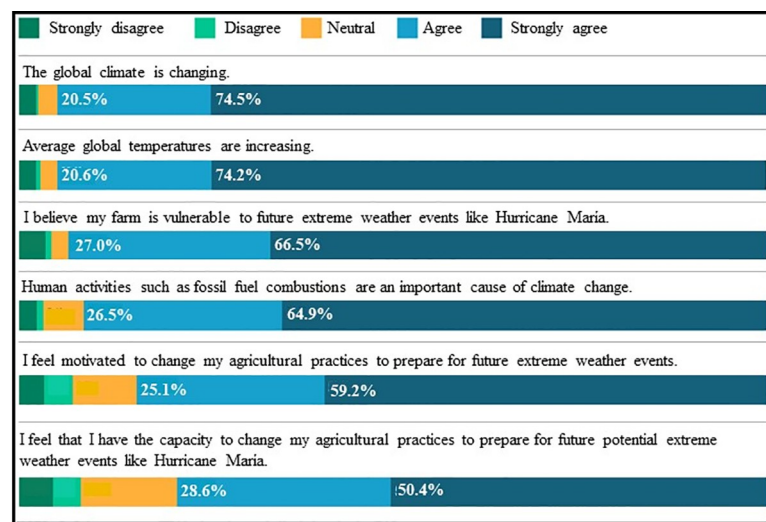 Strongly disagree Disagree Neutral Agree Strongly agree
The global climate is changing.
20.5% 74.5%
Average global temperatures are increasing.
20.6% 74.2%
I believe my farm is vulnerable to future extreme weather events like Hurricane Maria.
27.0% 66.5%
Human activities such as fossil fuel combustions are an important cause of climate change.
26.5% 64.9%
I feel motivated to change my agricultural practices to prepare for future extreme weather events.
25.1% 59.2%
I feel that I have the capacity to change my agricultural practices to prepare for future potential extreme
weather events like Hurricane Maria.
28.6% 50.4%